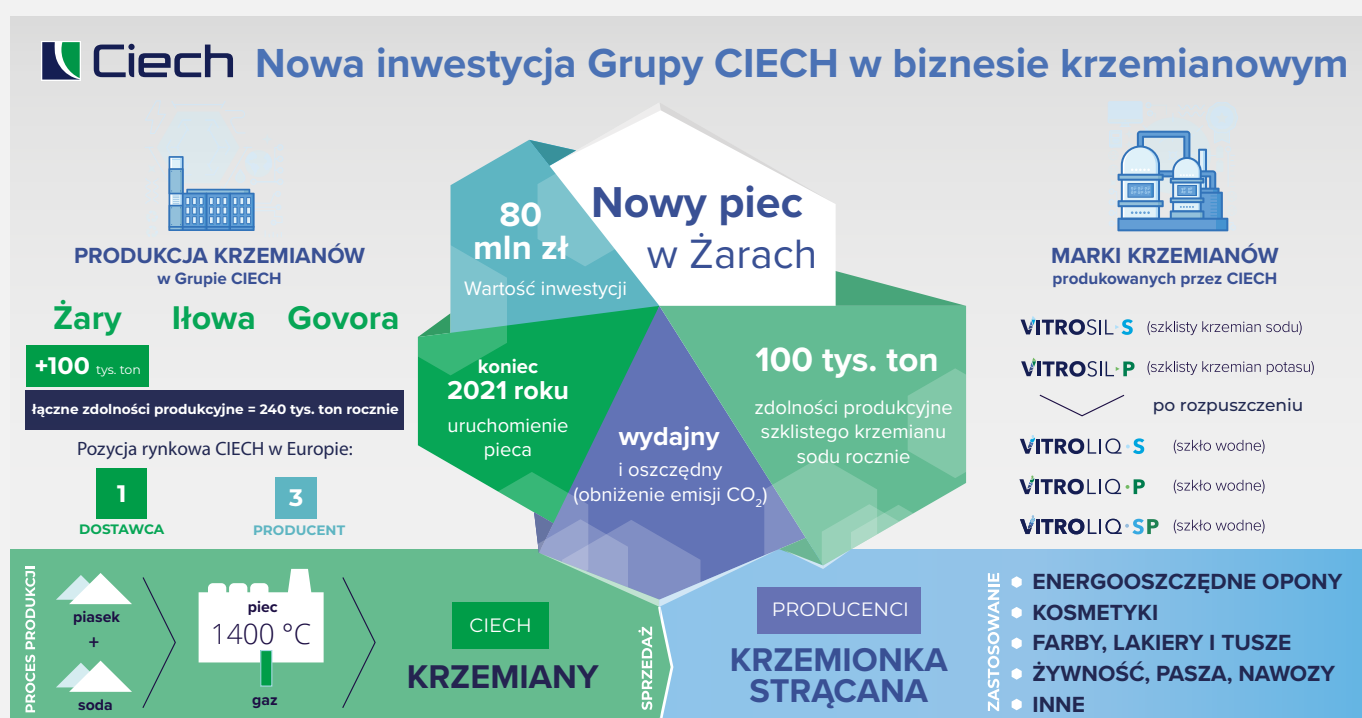 Ciech Nowa inwestycja Grupy CIECH w biznesie krzemianowym
PRODUKCJA KRZEMIANÓW
w Grupie CIECH
Żary Iłowa Govora
+100 tys. ton
łączne zdolności produkcyjne = 240 tys. ton rocznie
Pozycja rynkowa CIECH w Europie:
1
DOSTAWCA
3
PRODUCENT
Nowy piec
w Żarach
80
mln zł
Wartość inwestycji
koniec
2021 roku
uruchomienie
pieca
wydajny
i oszczędny
(obniżenie emisji CO₂)
100 tys. ton
zdolności produkcyjne
szklistego krzemianu
sodu rocznie
MARKI KRZEMIANÓW
produkowanych przez CIECH
VITROSIL·S (szklisty krzemian sodu)
VITROSIL·P (szklisty krzemian potasu)
po rozpuszczeniu
VITROLIQ·S (szkło wodne)
VITROLIQ·P (szkło wodne)
VITROLIQ·SP (szkło wodne)
PROCES PRODUKCJI
piasek
+
soda
piec
1400 °C
gaz
CIECH
KRZEMIANY
SPRZEDAŻ
PRODUCENCI
KRZEMIONKA
STRĄCANA
ZASTOSOWANIE
ENERGOOSZCZĘDNE OPONY
KOSMETYKI
FARBY, LAKIERY I TUSZE
ŻYWNOŚĆ, PASZA, NAWOZY
INNE